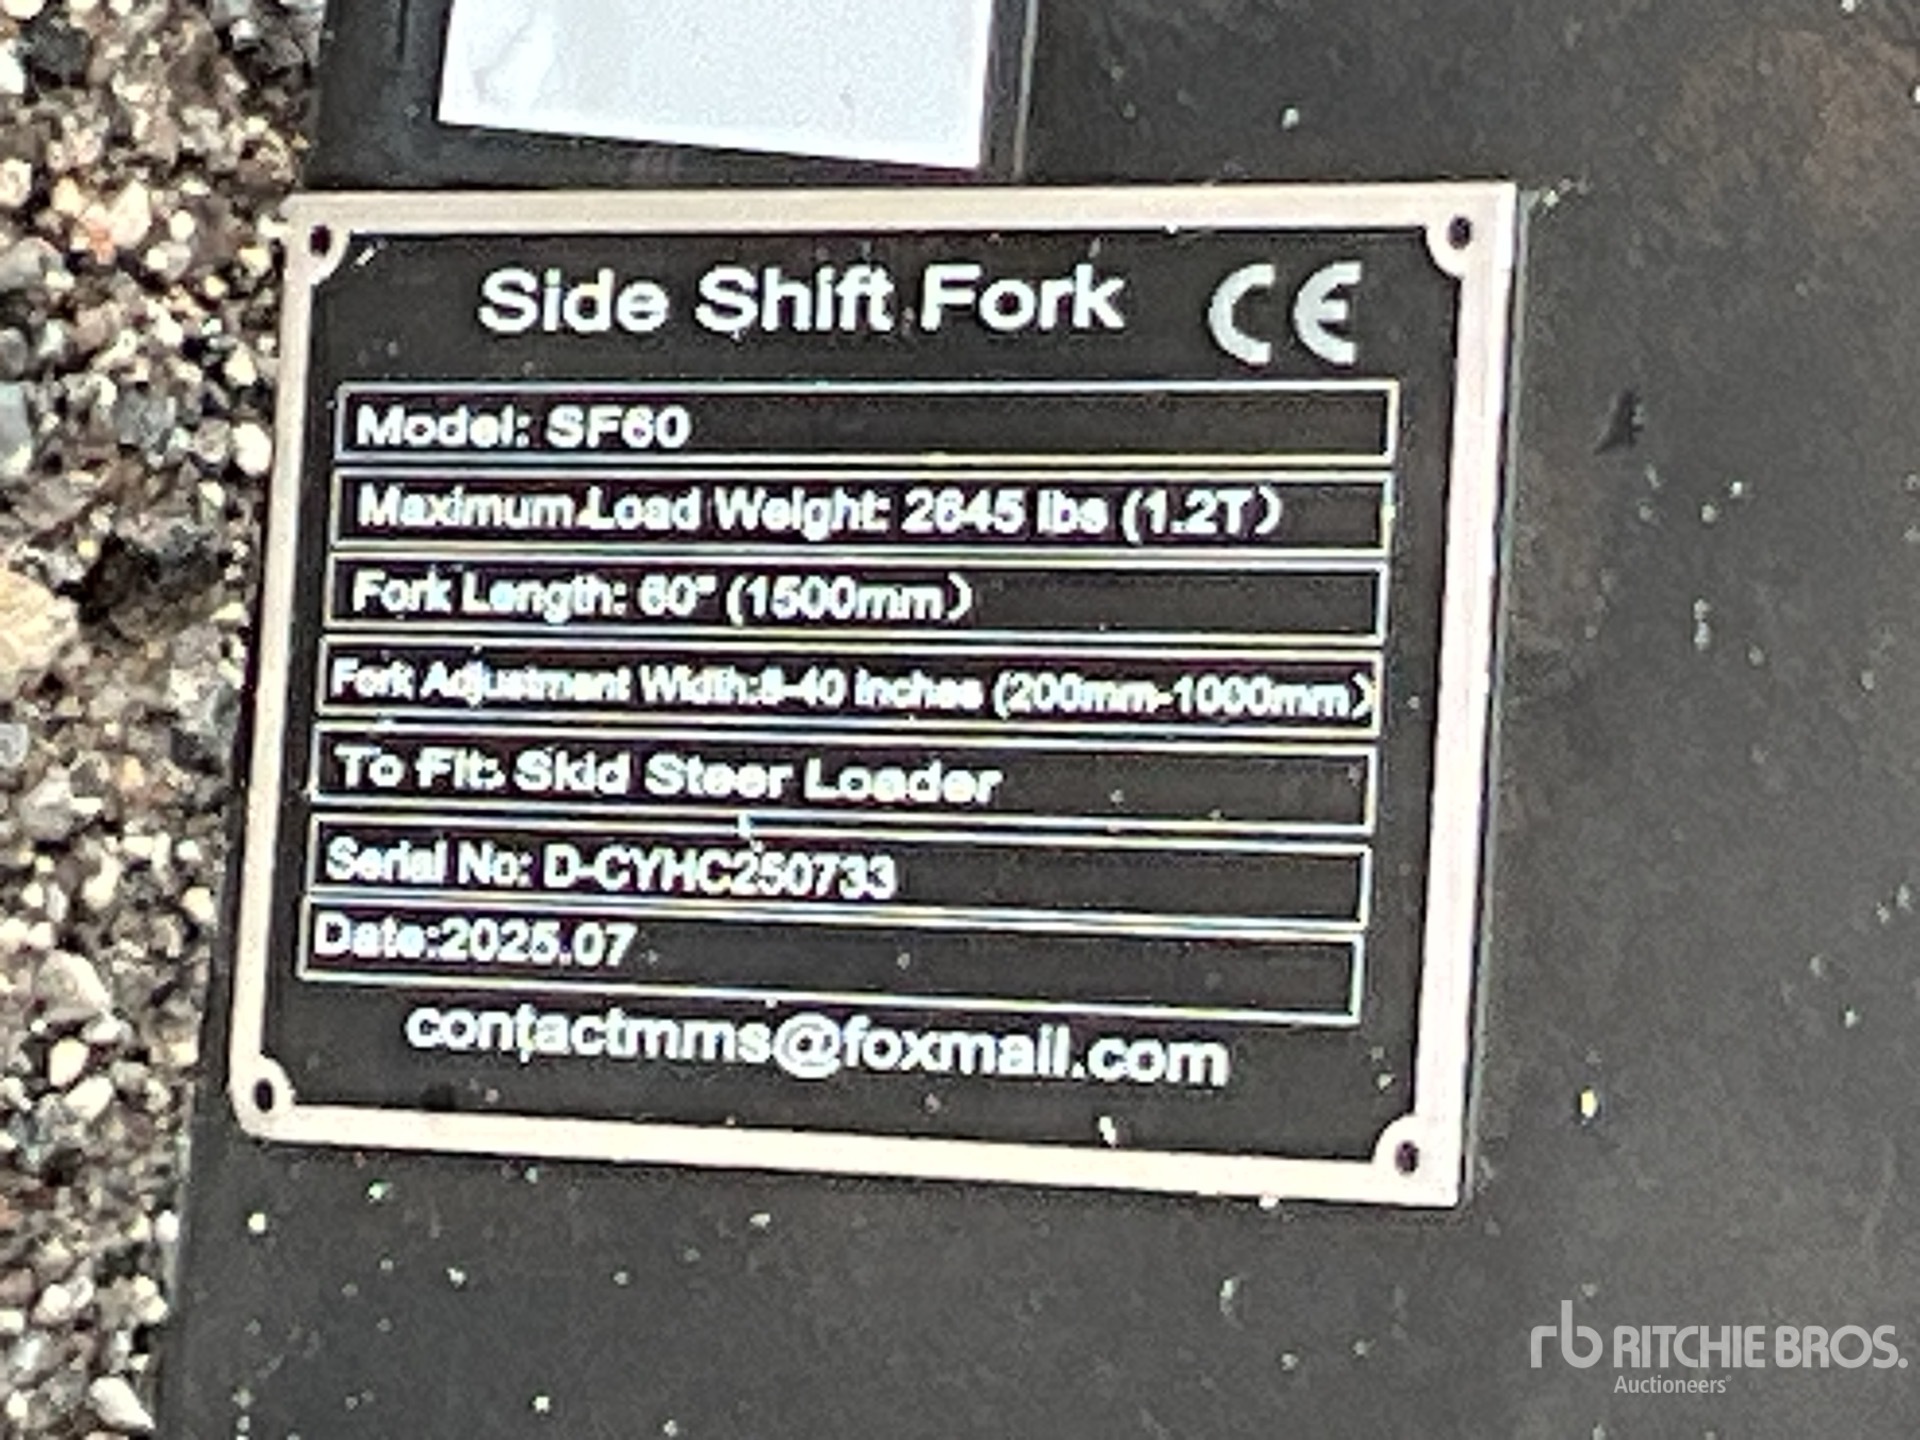 Side Shift Fork CE
Model: SF60
Maximum Load Weight: 2645 lbs (1.2T)
Fork Length: 60" (1500mm)
Fork Adjustment Width:8-40 inches (200mm-1000mm)
To Fit: Skid Steer Loader
Serial No: D-CYHC250733
Date:2025.07
contactmms@foxmail.com
rb RITCHIE BROS.
Auctioneers